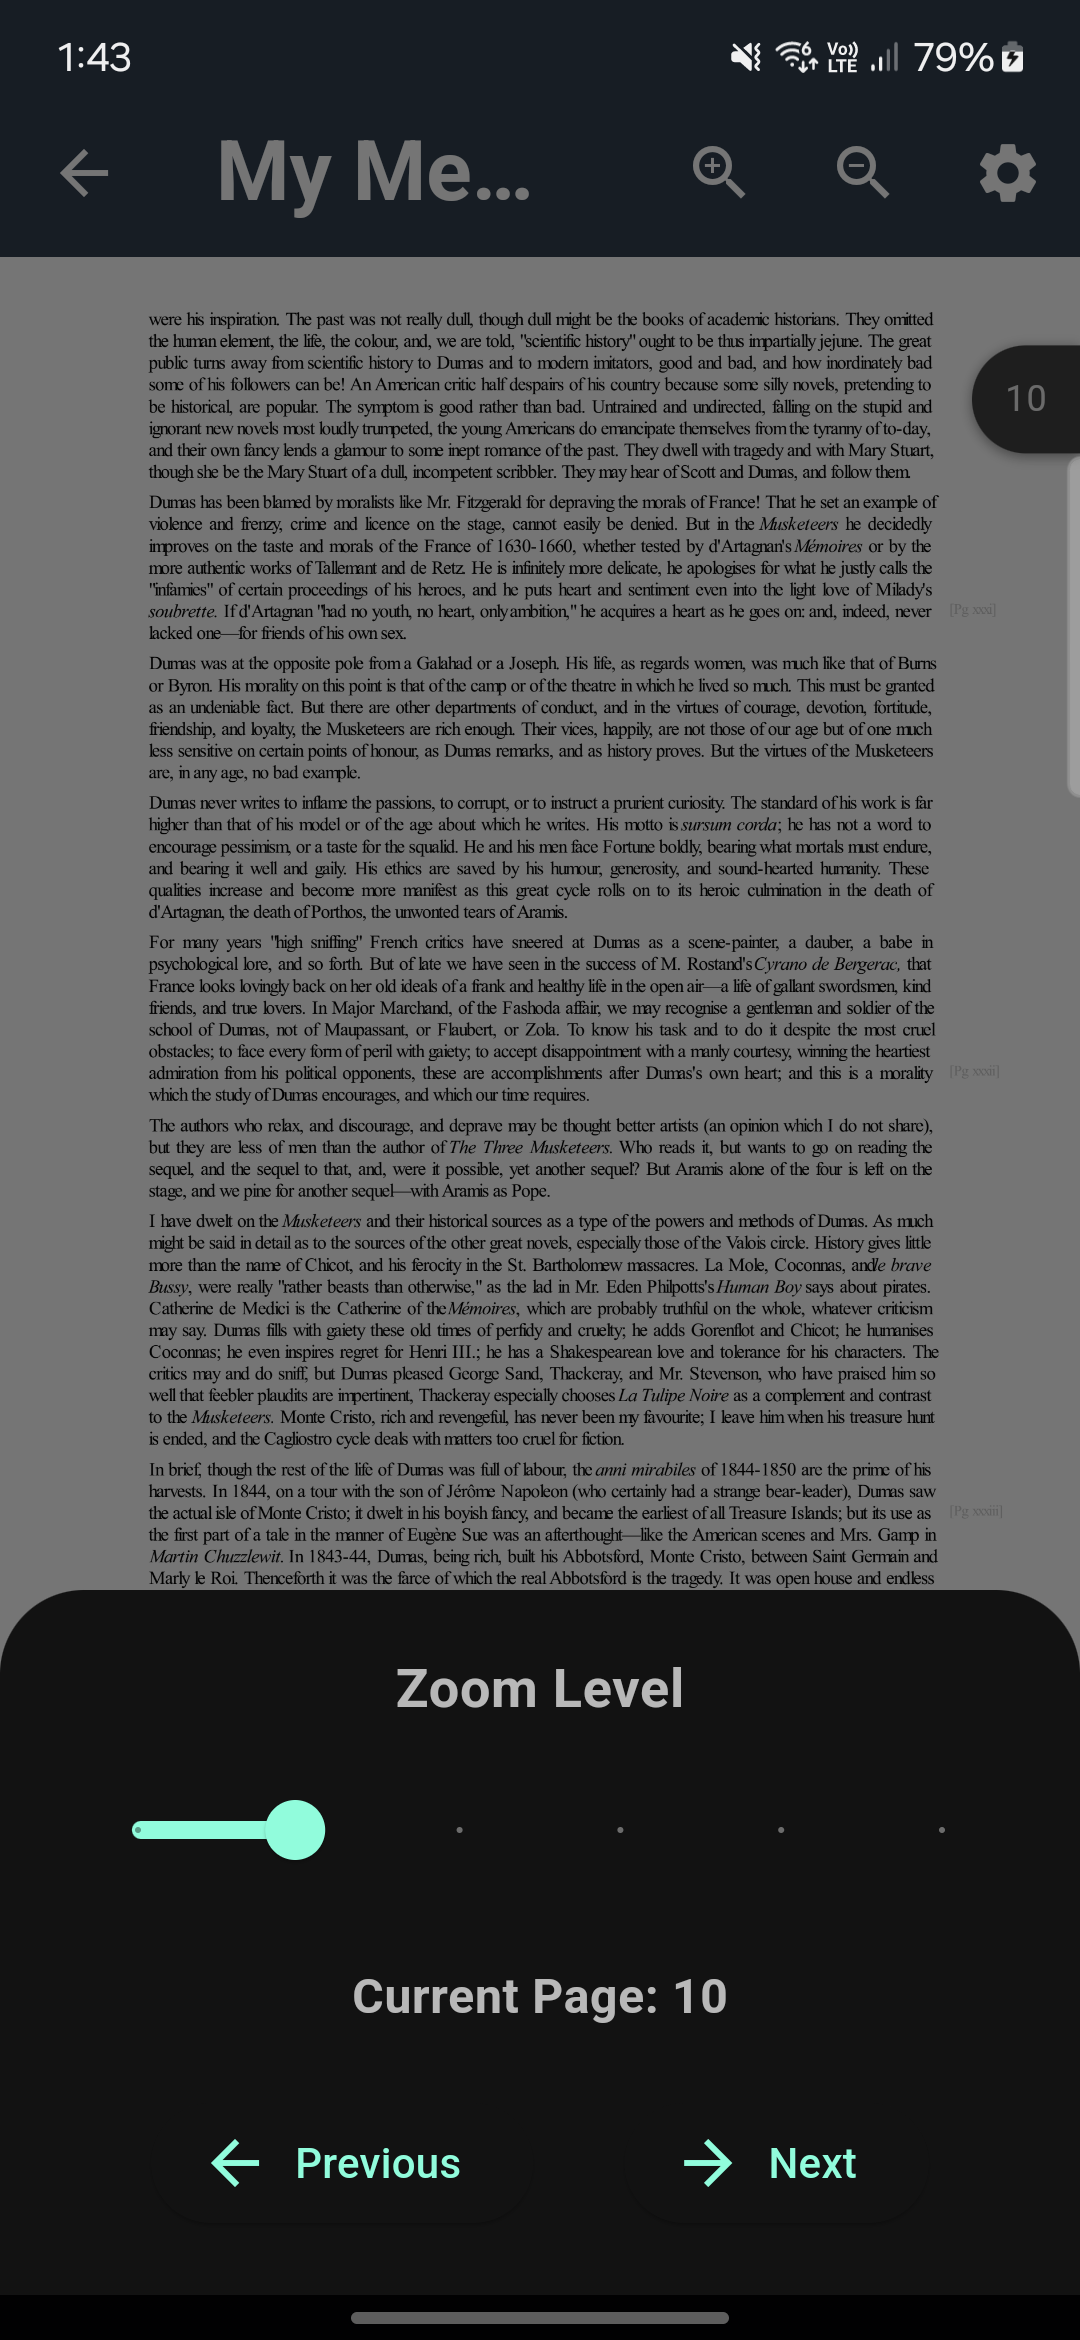 1:43
Vo)) LTE 79%
6
My Me...
10
were his inspiration. The past was not really dull, though dull might be the books of academic historians. They omitted
the human element, the life, the colour, and, we are told, "scientific history" ought to be thus impartially jejune. The great
public turns away from scientific history to Dumas and to modern imitators, good and bad, and how inordinately bad
some of his followers can be! An American critic half despairs of his country because some silly novels, pretending to
be historical, are popular. The symptom is good rather than bad. Untrained and undirected, falling on the stupid and
ignorant new novels most loudly trumpeted, the young Americans do emancipate themselves from the tyranny of to-day,
and their own fancy lends a glamour to some inept romance of the past. They dwell with tragedy and with Mary Stuart,
though she be the Mary Stuart of a dull, incompetent scribbler. They may hear of Scott and Dumas, and follow them.
Dumas has been blamed by moralists like Mr. Fitzgerald for depraving the morals of France! That he set an example of
violence and frenzy, crime and licence on the stage, cannot easily be denied. But in the Musketeers he decidedly
improves on the taste and morals of the France of 1630-1660, whether tested by d'Artagnan's Mémoires or by the
more authentic works of Tallemant and de Retz. He is infinitely more delicate, he apologises for what he justly calls the
"infamies" of certain proceedings of his heroes, and he puts heart and sentiment even into the light love of Milady's
soubrette. If d'Artagnan "had no youth, no heart, only ambition," he acquires a heart as he goes on: and, indeed, never
[Pg xxxi]
lacked one—for friends of his own sex.
Dumas was at the opposite pole from a Galahad or a Joseph. His life, as regards women, was much like that of Burns
or Byron. His morality on this point is that of the camp or of the theatre in which he lived so much. This must be granted
as an undeniable fact. But there are other departments of conduct, and in the virtues of courage, devotion, fortitude,
friendship, and loyalty, the Musketeers are rich enough. Their vices, happily, are not those of our age but of one much
less sensitive on certain points of honour, as Dumas remarks, and as history proves. But the virtues of the Musketeers
are, in any age, no bad example.
Dumas never writes to inflame the passions, to corrupt, or to instruct a prurient curiosity. The standard of his work is far
higher than that of his model or of the age about which he writes. His motto is sursum corda; he has not a word to
encourage pessimism, or a taste for the squalid. He and his men face Fortune boldly, bearing what mortals must endure,
and bearing it well and gaily. His ethics are saved by his humour, generosity, and sound-hearted humanity. These
qualities increase and become more manifest as this great cycle rolls on to its heroic culmination in the death of
d'Artagnan, the death of Porthos, the unwonted tears of Aramis.
For many years "high sniffing" French critics have sneered at Dumas as a scene-painter, a dauber, a babe in
psychological lore, and so forth. But of late we have seen in the success of M. Rostand's Cyrano de Bergerac, that
France looks lovingly back on her old ideals of a frank and healthy life in the open air—a life of gallant swordsmen, kind
friends, and true lovers. In Major Marchand, of the Fashoda affair, we may recognise a gentleman and soldier of the
school of Dumas, not of Maupassant, or Flaubert, or Zola. To know his task and to do it despite the most cruel
obstacles; to face every form of peril with gaiety; to accept disappointment with a manly courtesy, winning the heartiest
admiration from his political opponents, these are accomplishments after Dumas's own heart; and this is a morality
[Pg xxxii]
which the study of Dumas encourages, and which our time requires.
The authors who relax, and discourage, and deprave may be thought better artists (an opinion which I do not share),
but they are less of men than the author of The Three Musketeers. Who reads it, but wants to go on reading the
sequel, and the sequel to that, and, were it possible, yet another sequel? But Aramis alone of the four is left on the
stage, and we pine for another sequel—with Aramis as Pope.
I have dwelt on the Musketeers and their historical sources as a type of the powers and methods of Dumas. As much
might be said in detail as to the sources of the other great novels, especially those of the Valois circle. History gives little
more than the name of Chicot, and his ferocity in the St. Bartholomew massacres. La Mole, Coconnas, and le brave
Bussy, were really "rather beasts than otherwise," as the lad in Mr. Eden Philpotts's Human Boy says about pirates.
Catherine de Medici is the Catherine of the Mémoires, which are probably truthful on the whole, whatever criticism
may say. Dumas fills with gaiety these old times of perfidy and cruelty; he adds Gorenflot and Chicot; he humanises
Coconnas; he even inspires regret for Henri III.; he has a Shakespearean love and tolerance for his characters. The
critics may and do sniff, but Dumas pleased George Sand, Thackeray, and Mr. Stevenson, who have praised him so
well that feebler plaudits are impertinent, Thackeray especially chooses La Tulipe Noire as a complement and contrast
to the Musketeers. Monte Cristo, rich and revengeful, has never been my favourite; I leave him when his treasure hunt
is ended, and the Cagliostro cycle deals with matters too cruel for fiction.
In brief, though the rest of the life of Dumas was full of labour, the anni mirabiles of 1844-1850 are the prime of his
harvests. In 1844, on a tour with the son of Jérôme Napoleon (who certainly had a strange bear-leader), Dumas saw
the actual isle of Monte Cristo; it dwelt in his boyish fancy, and became the earliest of all Treasure Islands; but its use as
[Pg xxxiii]
the first part of a tale in the manner of Eugène Sue was an afterthought—like the American scenes and Mrs. Gamp in
Martin Chuzzlewit. In 1843-44, Dumas, being rich, built his Abbotsford, Monte Cristo, between Saint Germain and
Marly le Roi. Thenceforth it was the farce of which the real Abbotsford is the tragedy. It was open house and endless
Zoom Level
Current Page: 10
Previous
Next